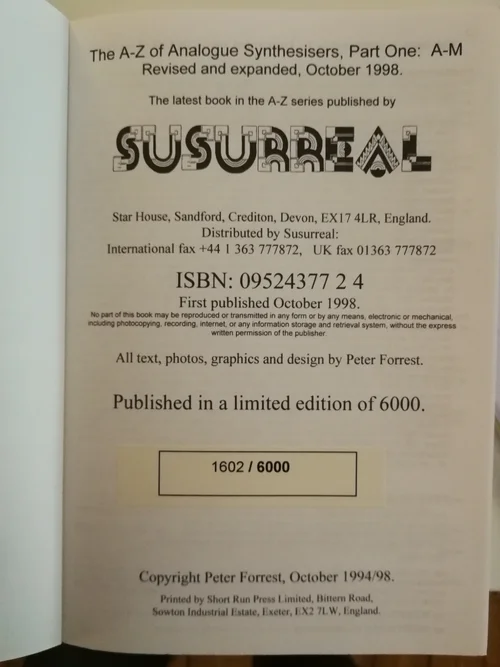 The A-Z of Analogue Synthesisers, Part One: A-M
Revised and expanded, October 1998.
The latest book in the A-Z series published by
SUSURREAL
Star House, Sandford, Crediton, Devon, EX17 4LR, England.
Distributed by Susurreal:
International fax +44 1 363 777872, UK fax 01363 777872
ISBN: 09524377 2 4
First published October 1998.
No part of this book may be reproduced or transmitted in any form or by any means, electronic or mechanical,
including photocopying, recording, internet, or any information storage and retrieval system, without the express
written permission of the publisher.
All text, photos, graphics and design by Peter Forrest.
Published in a limited edition of 6000.
1602 / 6000
Copyright Peter Forrest, October 1994/98.
Printed by Short Run Press Limited, Bittern Road,
Sowton Industrial Estate, Exeter, EX2 7LW, England.